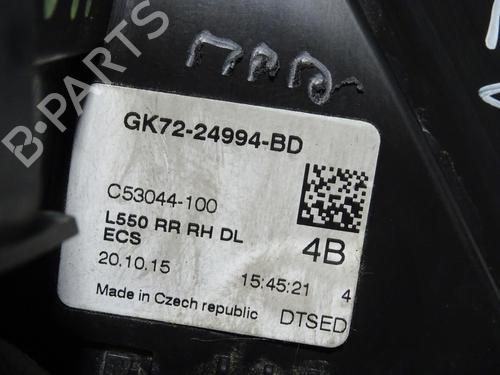 GK72-24994-BD
C53044-100
L550 RR RH DL
ECS
4B
20.10.15 15:45:21 4
Made in Czech republic DTSED